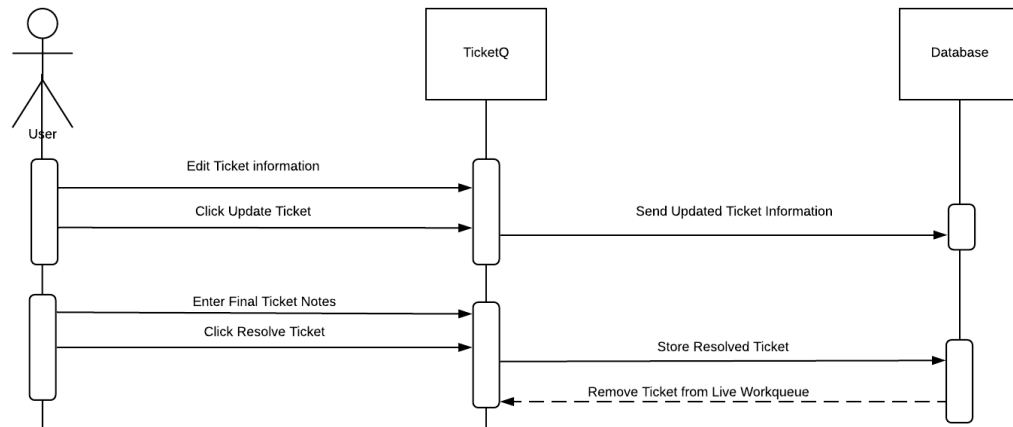 TicketQ
Database
User
Edit Ticket information
Click Update Ticket
Send Updated Ticket Information
Enter Final Ticket Notes
Click Resolve Ticket
Store Resolved Ticket
Remove Ticket from Live Workqueue